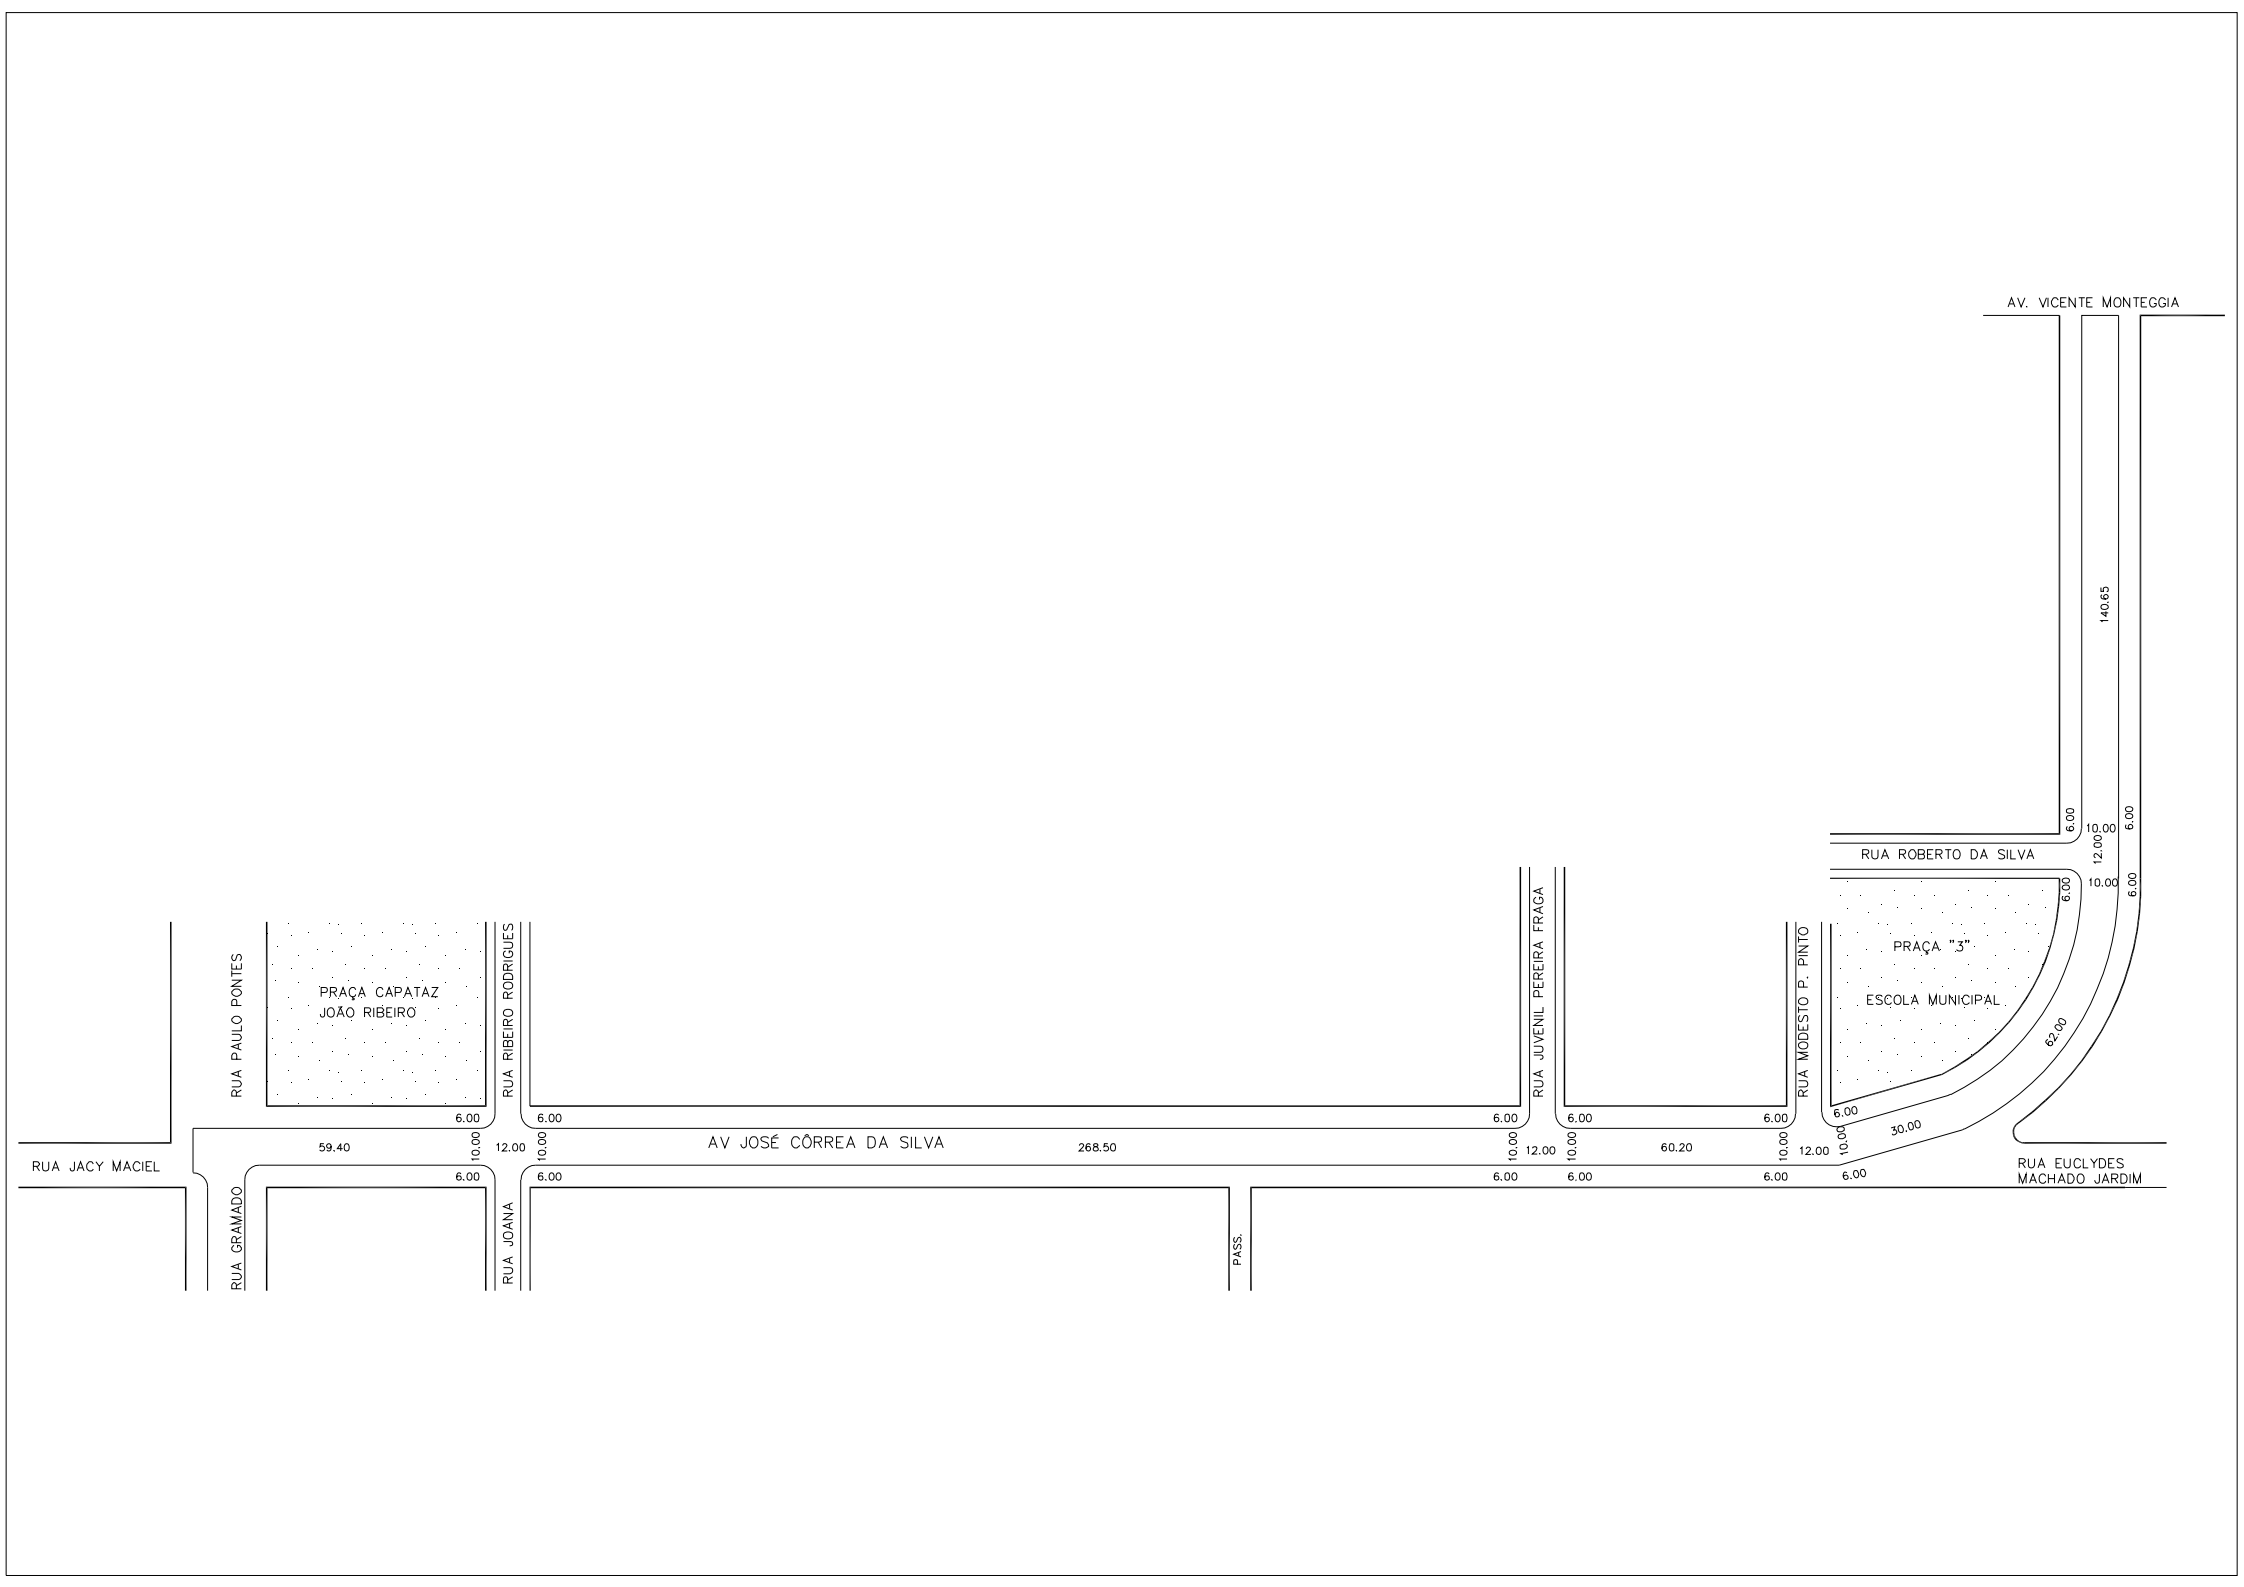 AV. VICENTE MONTEGGIA
140.65
6.00
10.00
6.00
12.00
RUA ROBERTO DA SILVA
6.00
10.00
6.00
PRAÇA "3"
ESCOLA MUNICIPAL
62.00
RUA PAULO PONTES
PRAÇA CAPATAZ
JOÃO RIBEIRO
RUA RIBEIRO RODRIGUES
RUA JUVENIL PEREIRA FRAGA
RUA MODESTO P. PINTO
6.00
6.00
6.00
6.00
6.00
6.00
30.00
59.40
10.00
12.00
10.00
AV JOSÉ CÔRREA DA SILVA
268.50
10.00
12.00
10.00
60.20
10.00
12.00
10.00
RUA JACY MACIEL
6.00
6.00
6.00
6.00
6.00
6.00
RUA EUCLYDES
MACHADO JARDIM
RUA GRAMADO
RUA JOANA
PASS.